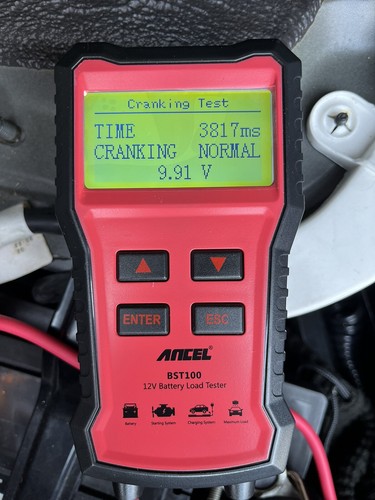 Cranking Test
TIME 3817ms
CRANKING NORMAL
9.91 V
ENTER ESC
ANCEL
BST100
12V Battery Load Tester
Battery Starting System Charging System Maximum Load